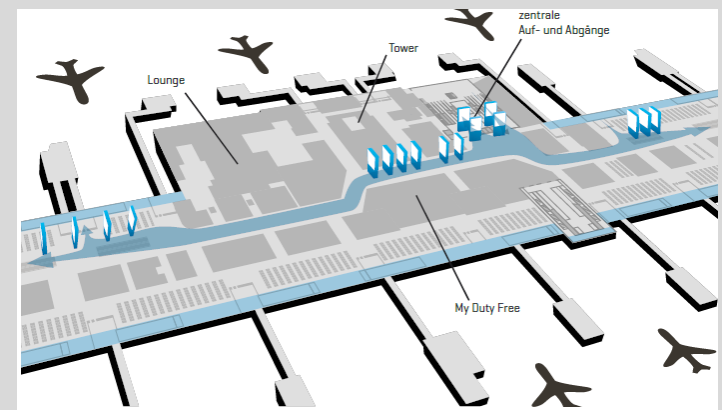 zentrale
Auf- und Abgänge
Tower
Lounge
My Duty Free